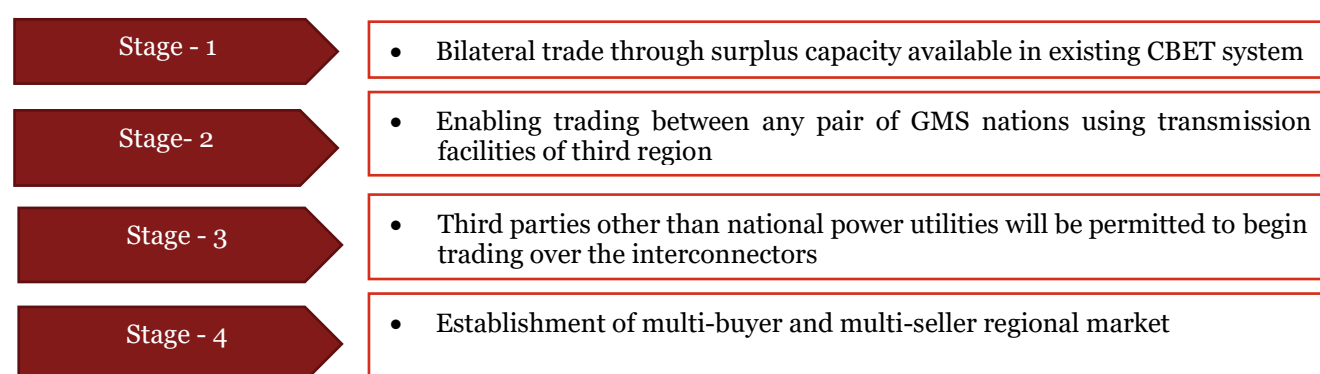 Stage - 1
• Bilateral trade through surplus capacity available in existing CBET system
Stage- 2
• Enabling trading between any pair of GMS nations using transmission
facilities of third region
Stage - 3
• Third parties other than national power utilities will be permitted to begin
trading over the interconnectors
Stage - 4
• Establishment of multi-buyer and multi-seller regional market